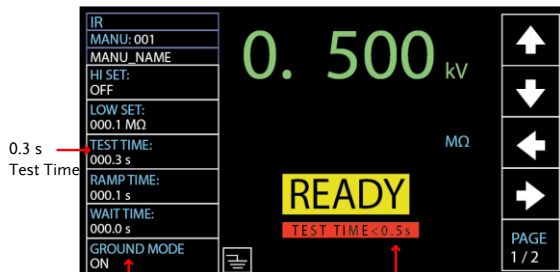 IR
MANU: 001
MANU_NAME
HI SET:
OFF
LOW SET:
000.1 MΩ
TEST TIME:
000.3 s
RAMP TIME:
000.1 s
WAIT TIME:
000.0 s
GROUND MODE
ON
0.3 s
Test Time
0. 500 kV
MΩ
READY
TEST TIME<0.5s
PAGE
1 / 2